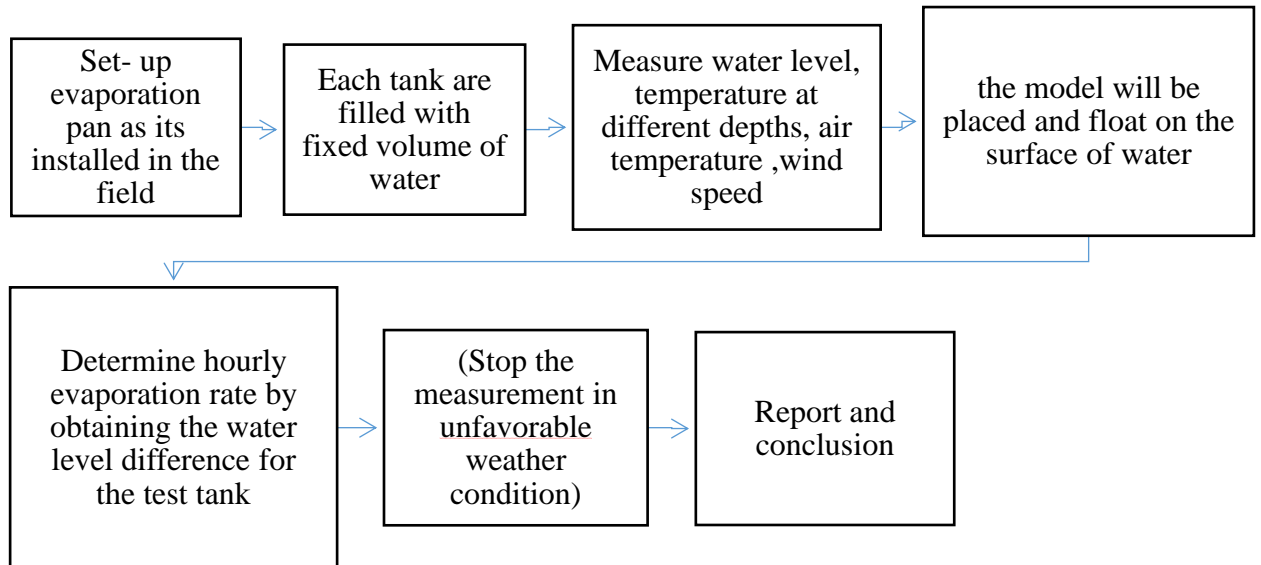 Set- up
evaporation
pan as its
installed in the
field
Each tank are
filled with
fixed volume of
water
Measure water level,
temperature at
different depths, air
temperature ,wind
speed
the model will be
placed and float on the
surface of water
Determine hourly
evaporation rate by
obtaining the water
level difference for
the test tank
(Stop the
measurement in
unfavorable
weather
condition)
Report and
conclusion